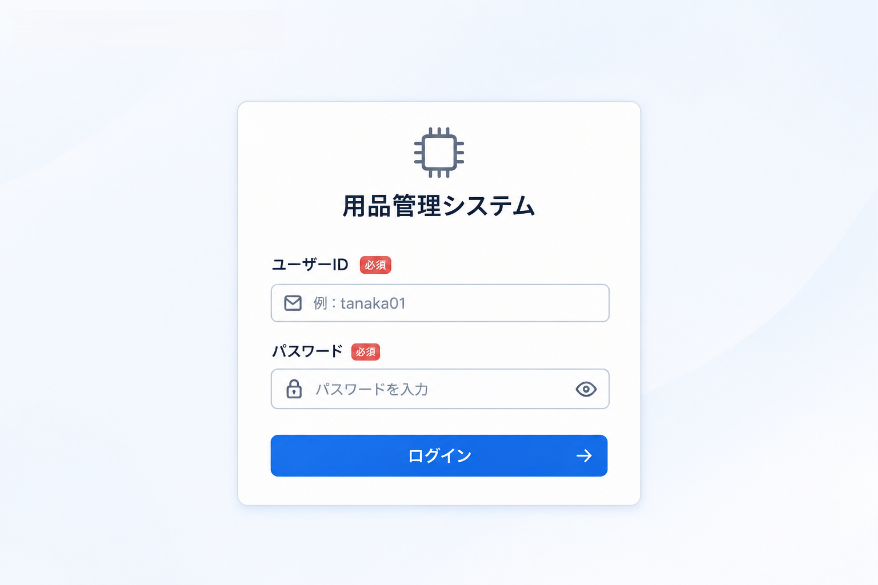 用品管理システム
ユーザーID 必須
例：tanaka01
パスワード 必須
パスワードを入力
ログイン